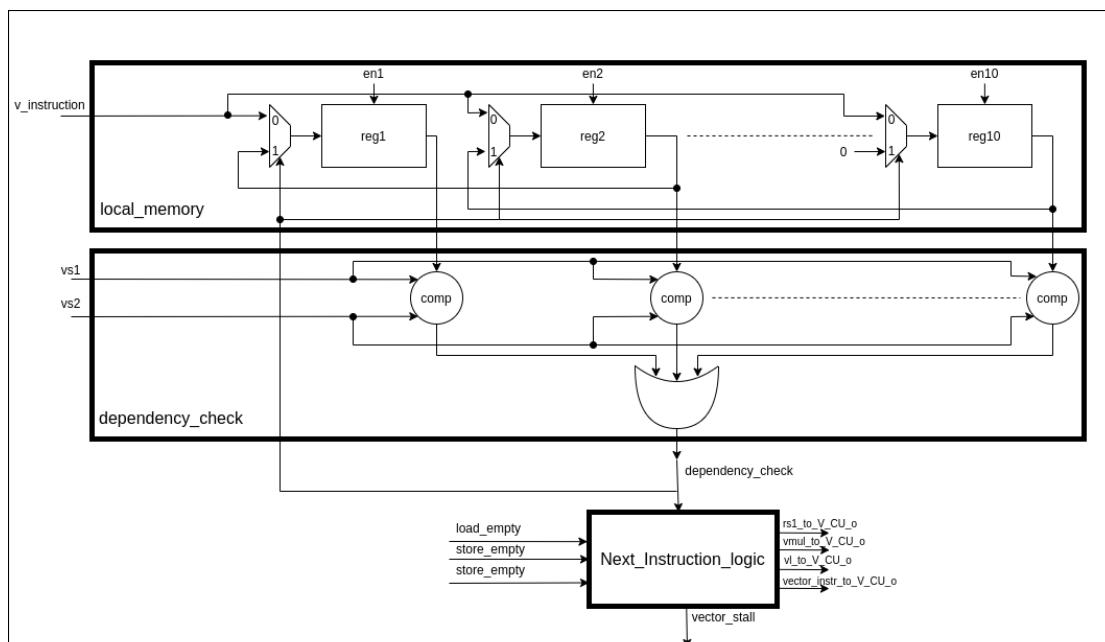 en1
en2
en10
v_instruction
0
reg1
0
reg2
0
reg10
1
1
0
1
local_memory
vs1
vs2
comp
comp
comp
dependency_check
dependency_check
load_empty
store_empty
store_empty
Next_Instruction_logic
rs1_to_V_CU_o
vmul_to_V_CU_o
vl_to_V_CU_o
vector_instr_to_V_CU_o
vector_stall